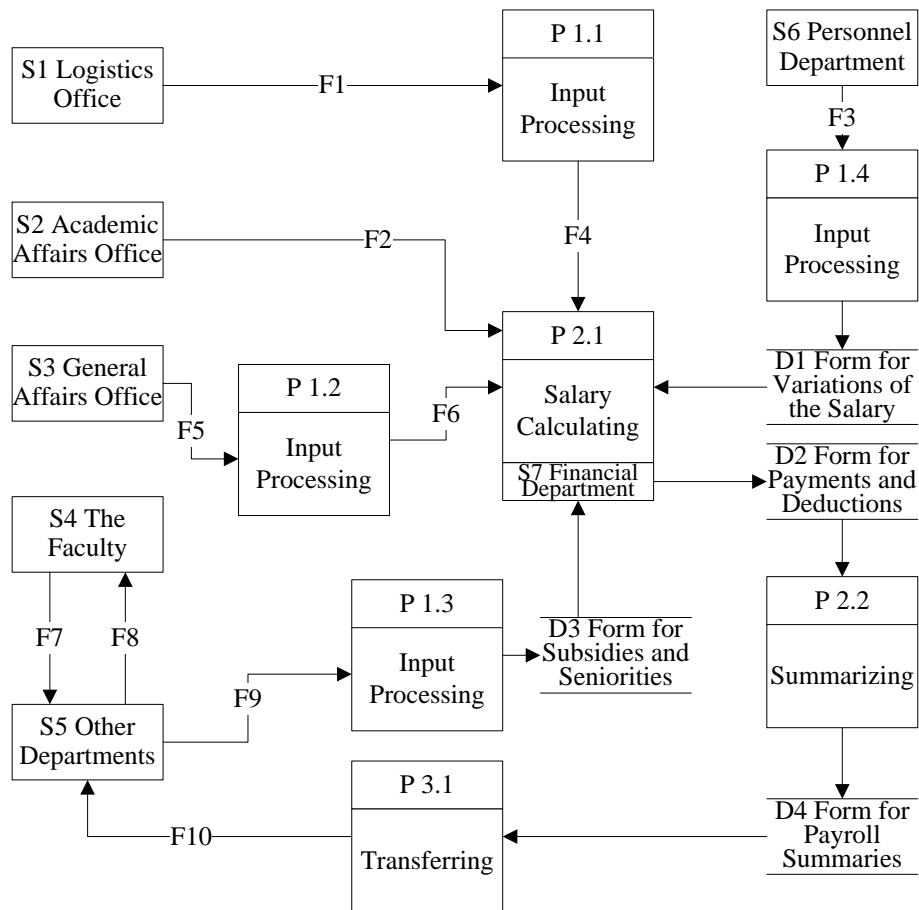 P 1.1
S6 Personnel
Department
S1 Logistics
Office
F1
Input
Processing
F3
P 1.4
S2 Academic
Affairs Office
F2
F4
Input
Processing
P 2.1
S3 General
Affairs Office
P 1.2
Salary
Calculating
D1 Form for
Variations of
the Salary
F5
F6
Input
Processing
S7 Financial
Department
D2 Form for
Payments and
Deductions
S4 The
Faculty
P 1.3
P 2.2
F7
F8
Input
Processing
D3 Form for
Subsidies and
Seniorities
Summarizing
F9
S5 Other
Departments
P 3.1
F10
Transferring
D4 Form for
Payroll
Summaries